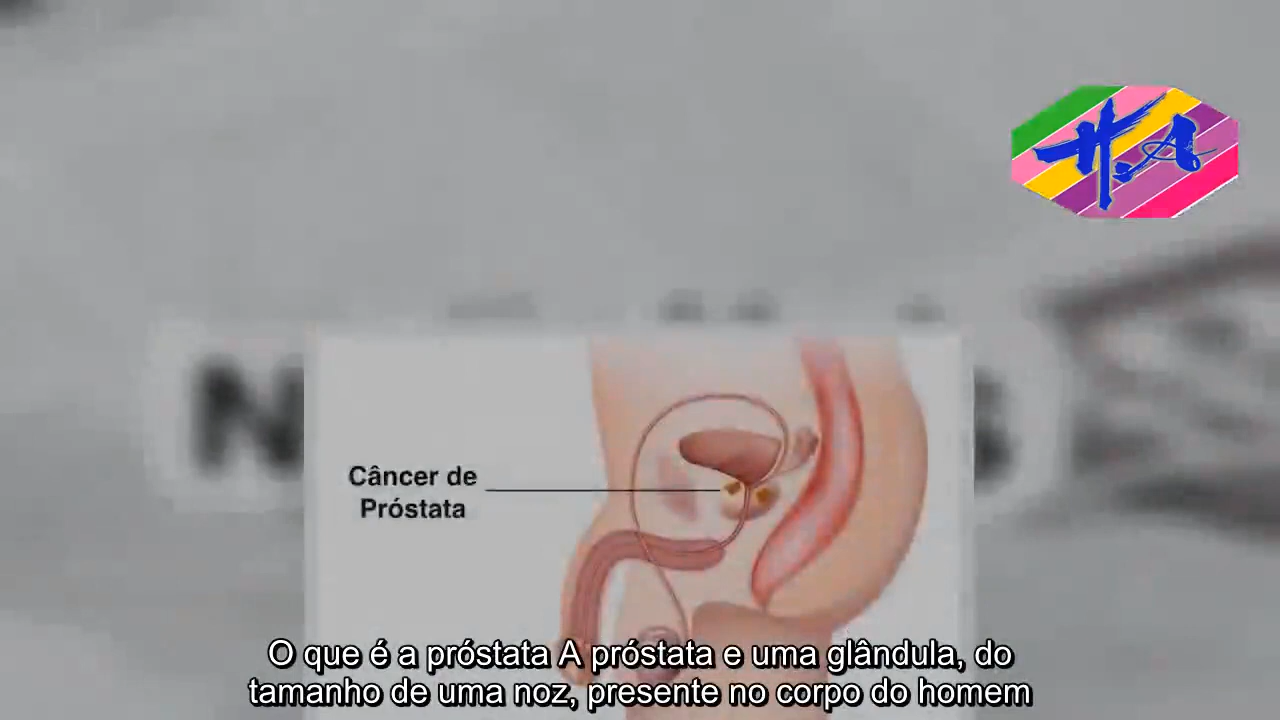 H.A
Câncer de
Próstata
O que é a próstata A próstata e uma glândula, do
tamanho de uma noz, presente no corpo do homem